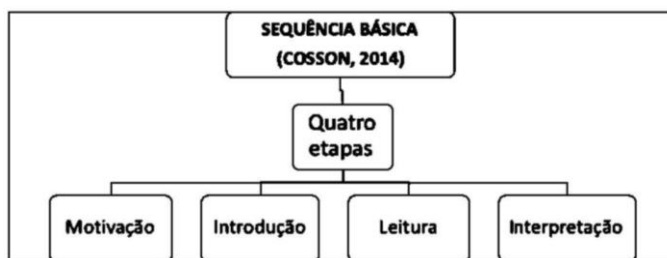 SEQUÊNCIA BÁSICA
(COSSON, 2014)
Quatro
etapas
Motivação
Introdução
Leitura
Interpretação